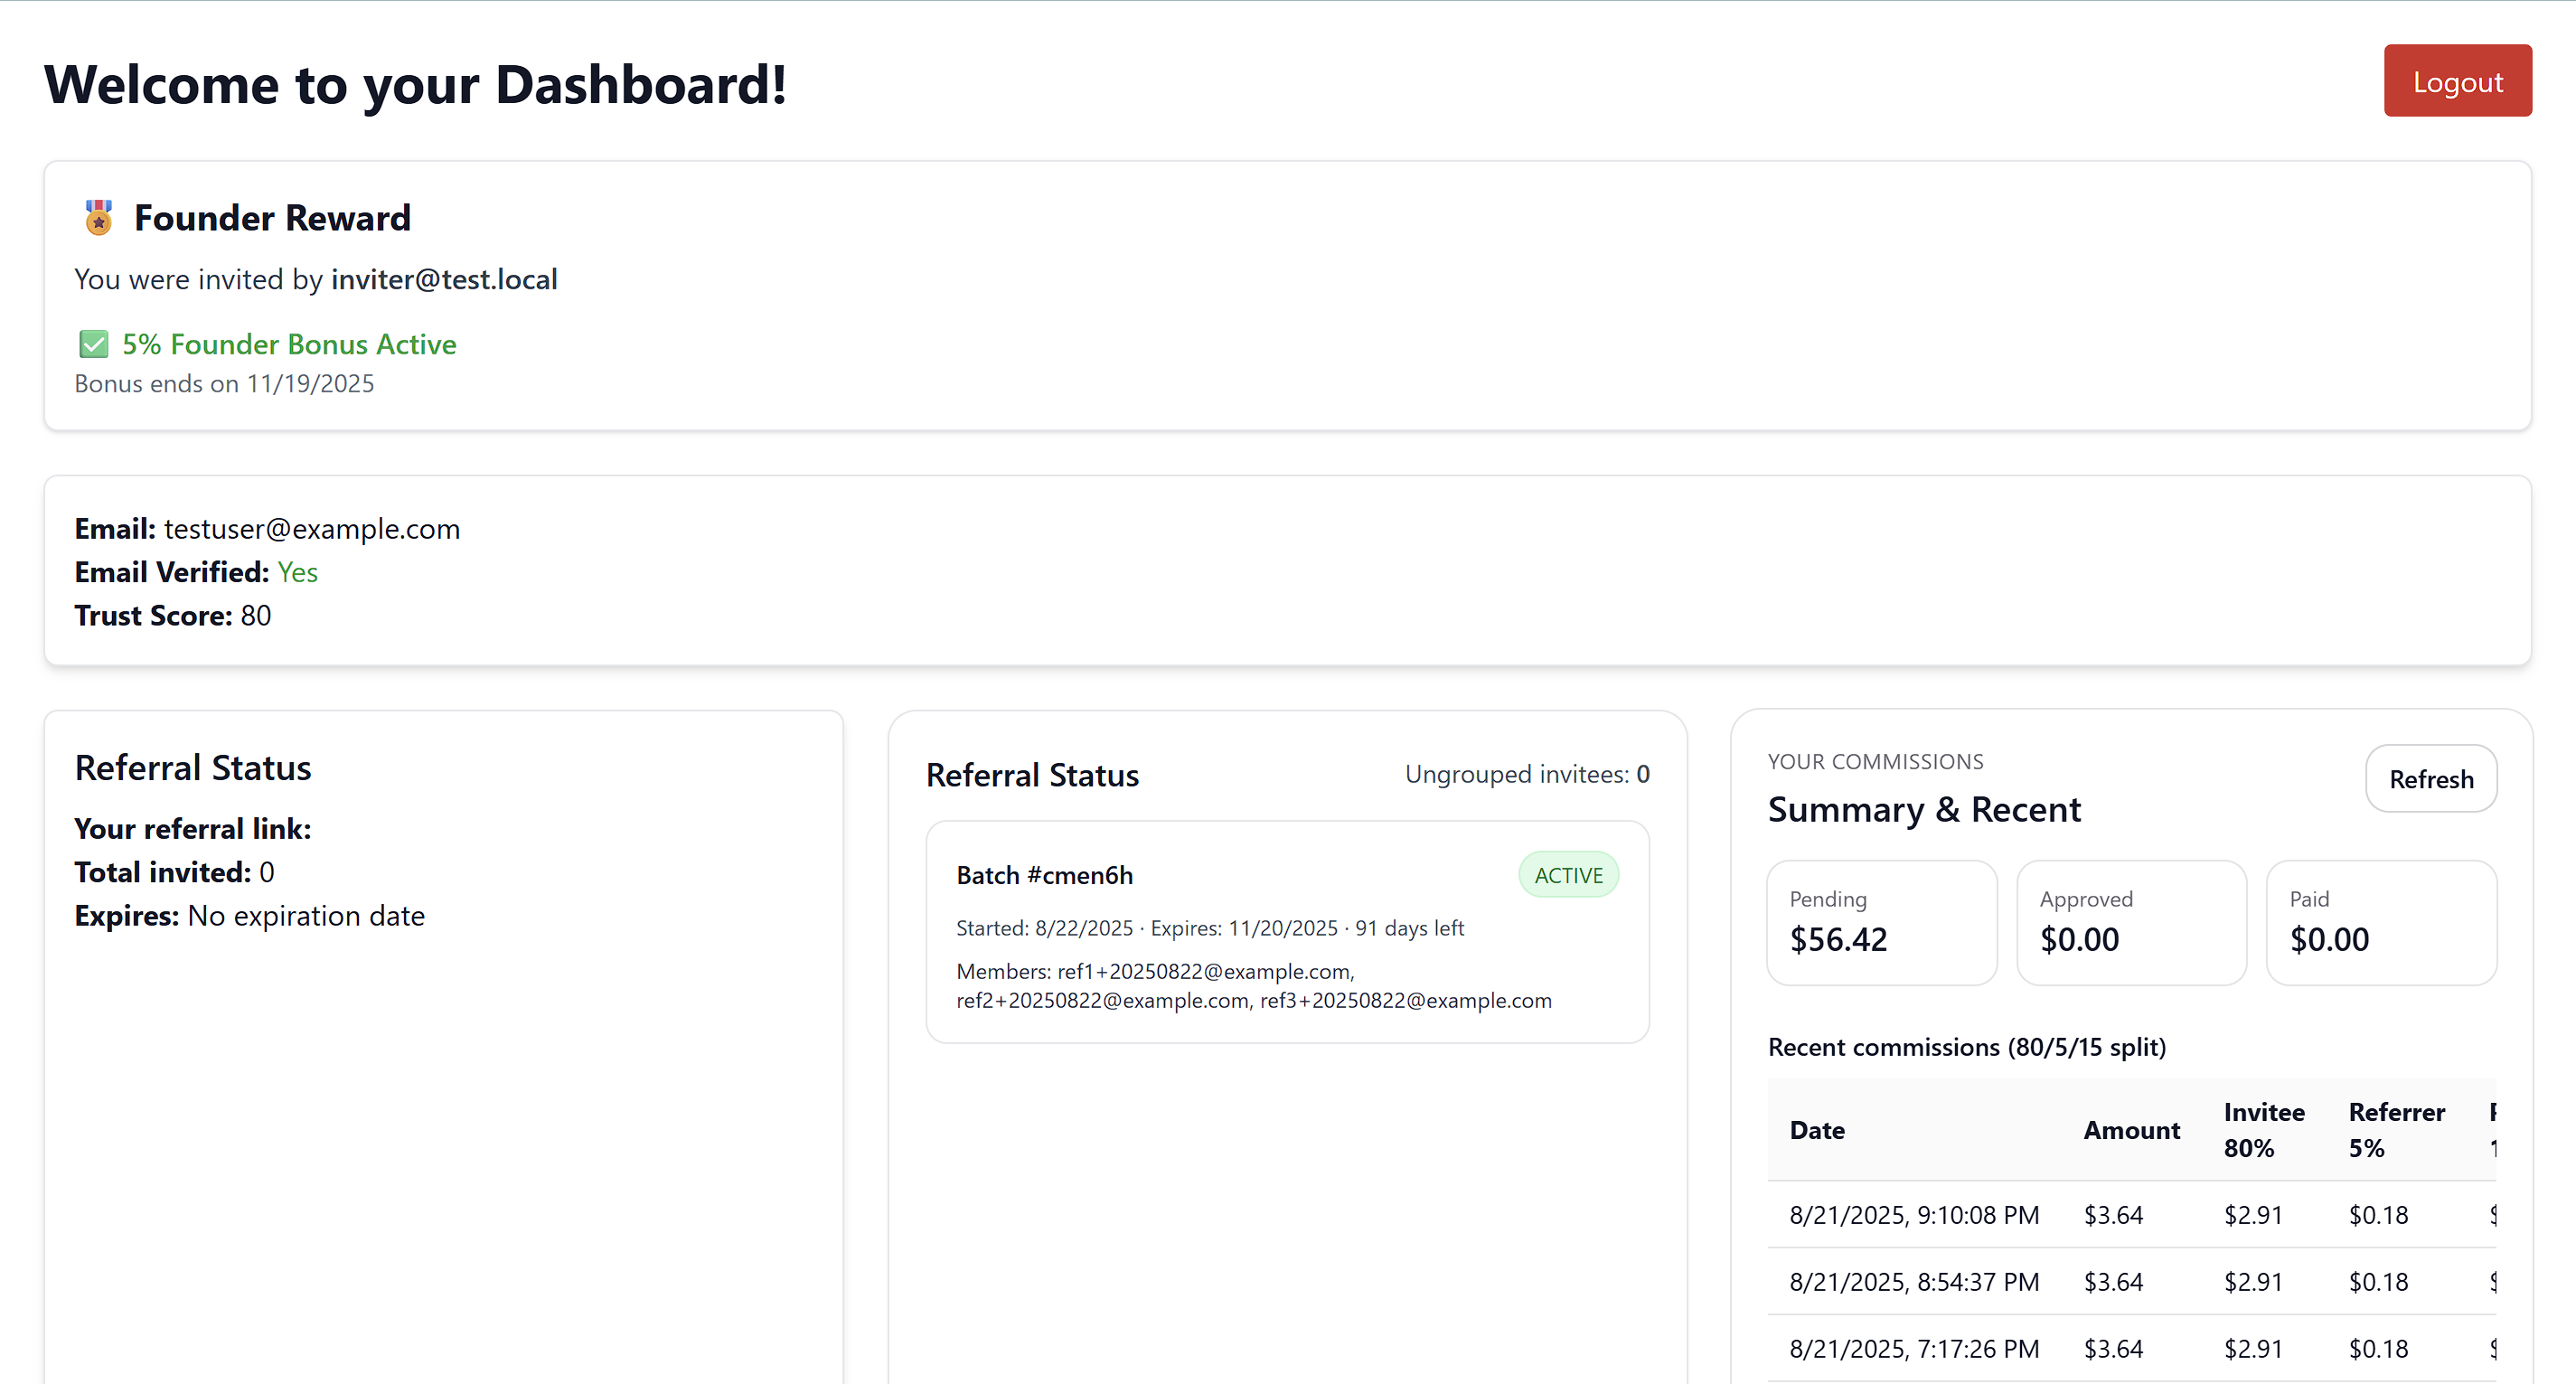 Welcome to your Dashboard!
Logout
Founder Reward
You were invited by inviter@test.local
5% Founder Bonus Active
Bonus ends on 11/19/2025
Email: testuser@example.com
Email Verified: Yes
Trust Score: 80
Referral Status
Your referral link:
Total invited: 0
Expires: No expiration date
Referral Status
Ungrouped invitees: 0
Batch #cmen6h
ACTIVE
Started: 8/22/2025 · Expires: 11/20/2025 · 91 days left
Members: ref1+20250822@example.com,
ref2+20250822@example.com, ref3+20250822@example.com
YOUR COMMISSIONS
Summary & Recent
Refresh
Pending
$56.42
Approved
$0.00
Paid
$0.00
Recent commissions (80/5/15 split)
Date Amount Invitee 80% Referrer 5%
8/21/2025, 9:10:08 PM $3.64 $2.91 $0.18
8/21/2025, 8:54:37 PM $3.64 $2.91 $0.18
8/21/2025, 7:17:26 PM $3.64 $2.91 $0.18